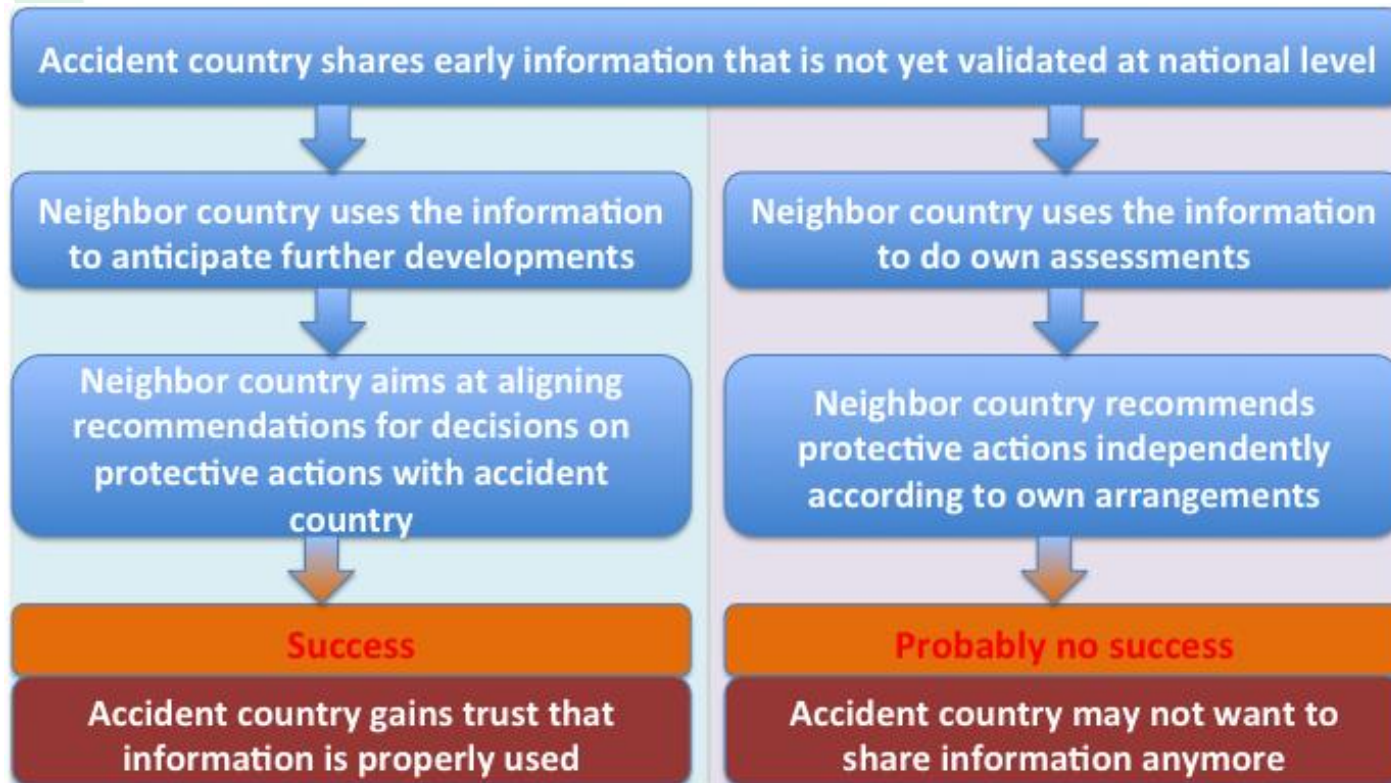 Accident country shares early information that is not yet validated at national level
Neighbor country uses the information
to anticipate further developments
Neighbor country aims at aligning
recommendations for decisions on
protective actions with accident
country
Success
Accident country gains trust that
information is properly used
Neighbor country uses the information
to do own assessments
Neighbor country recommends
protective actions independently
according to own arrangements
Probably no success
Accident country may not want to
share information anymore